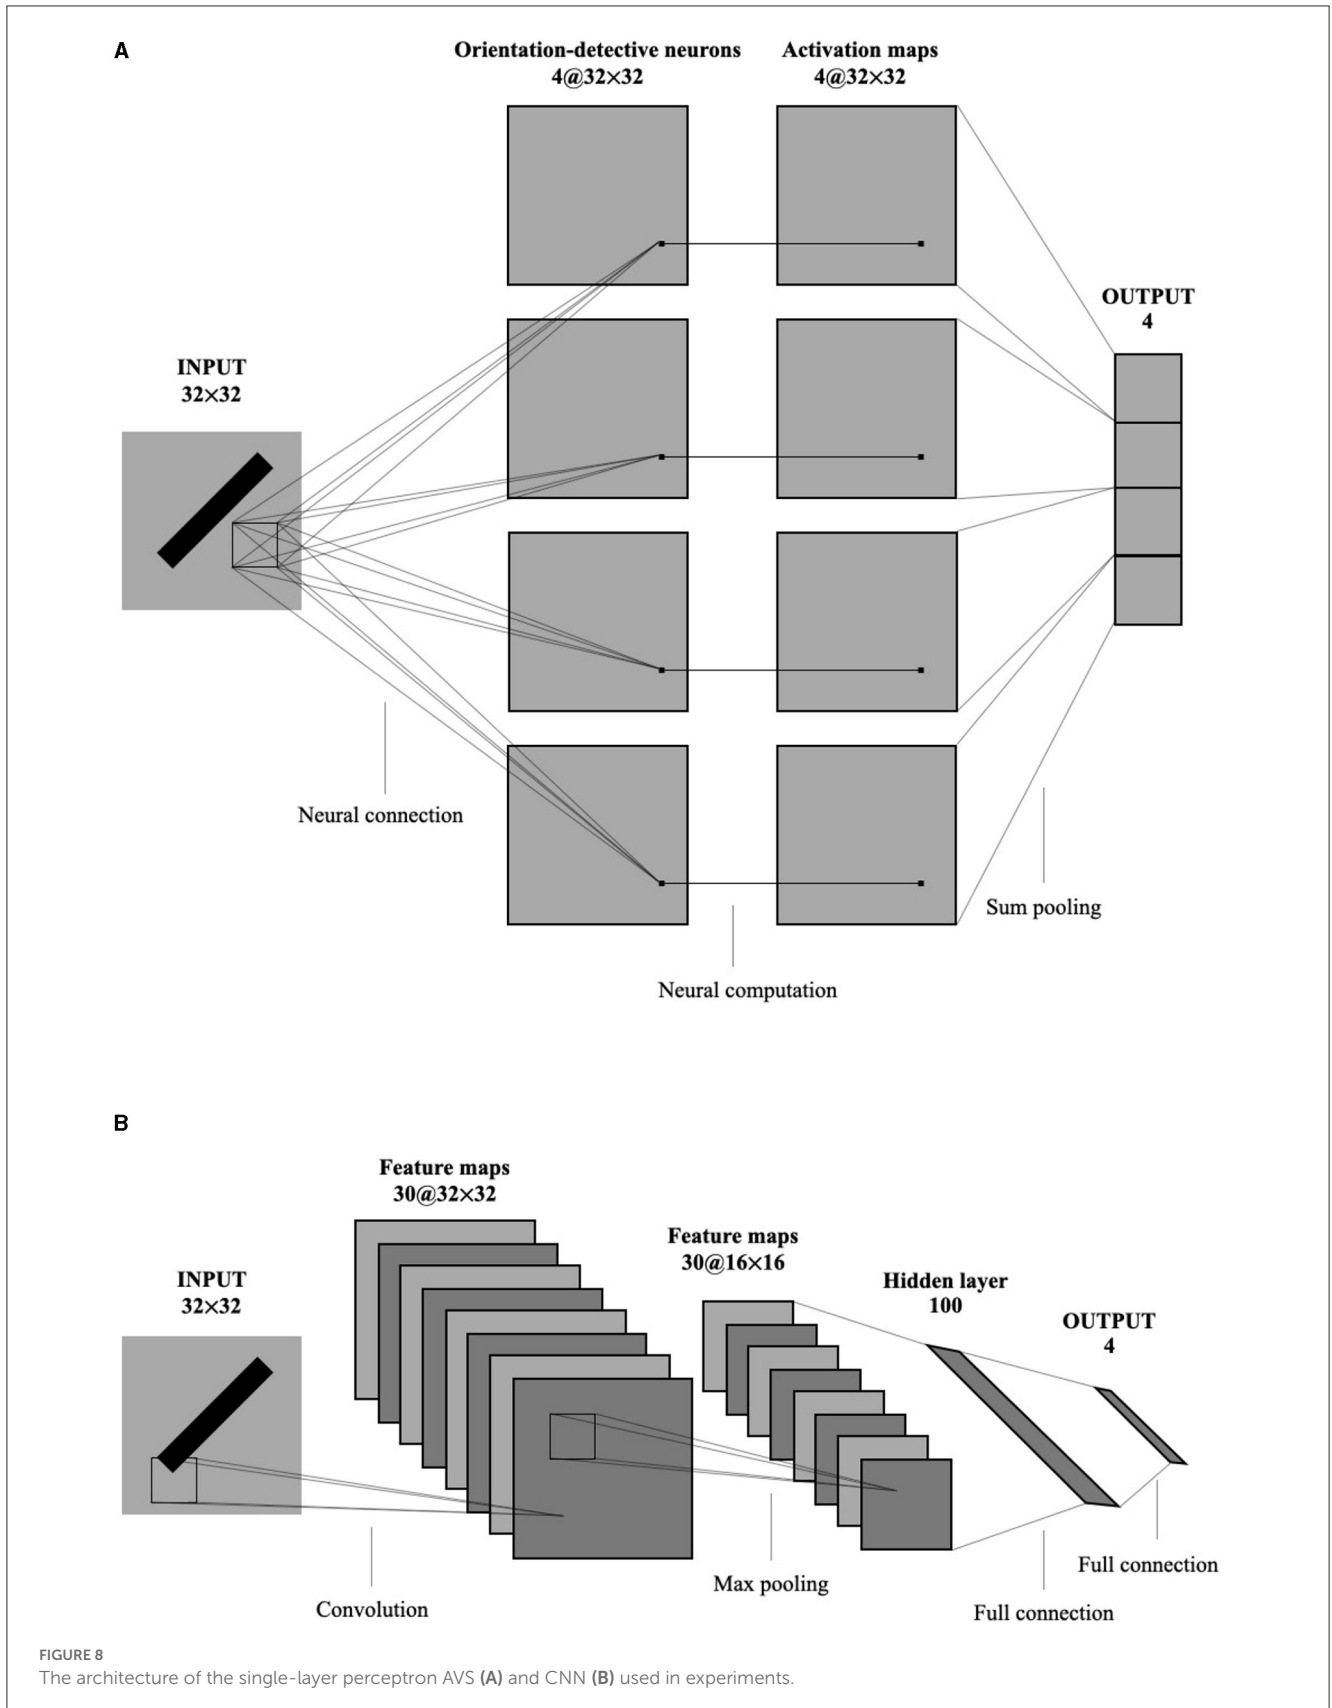 A
Orientation-detective neurons
4@32×32
Activation maps
4@32×32
OUTPUT
4
INPUT
32×32
Neural connection
Sum pooling
Neural computation
B
Feature maps
30@32×32
Feature maps
30@16×16
INPUT
32×32
Hidden layer
100
OUTPUT
4
Full connection
Max pooling
Convolution
Full connection
FIGURE 8
The architecture of the single-layer perceptron AVS (A) and CNN (B) used in experiments.